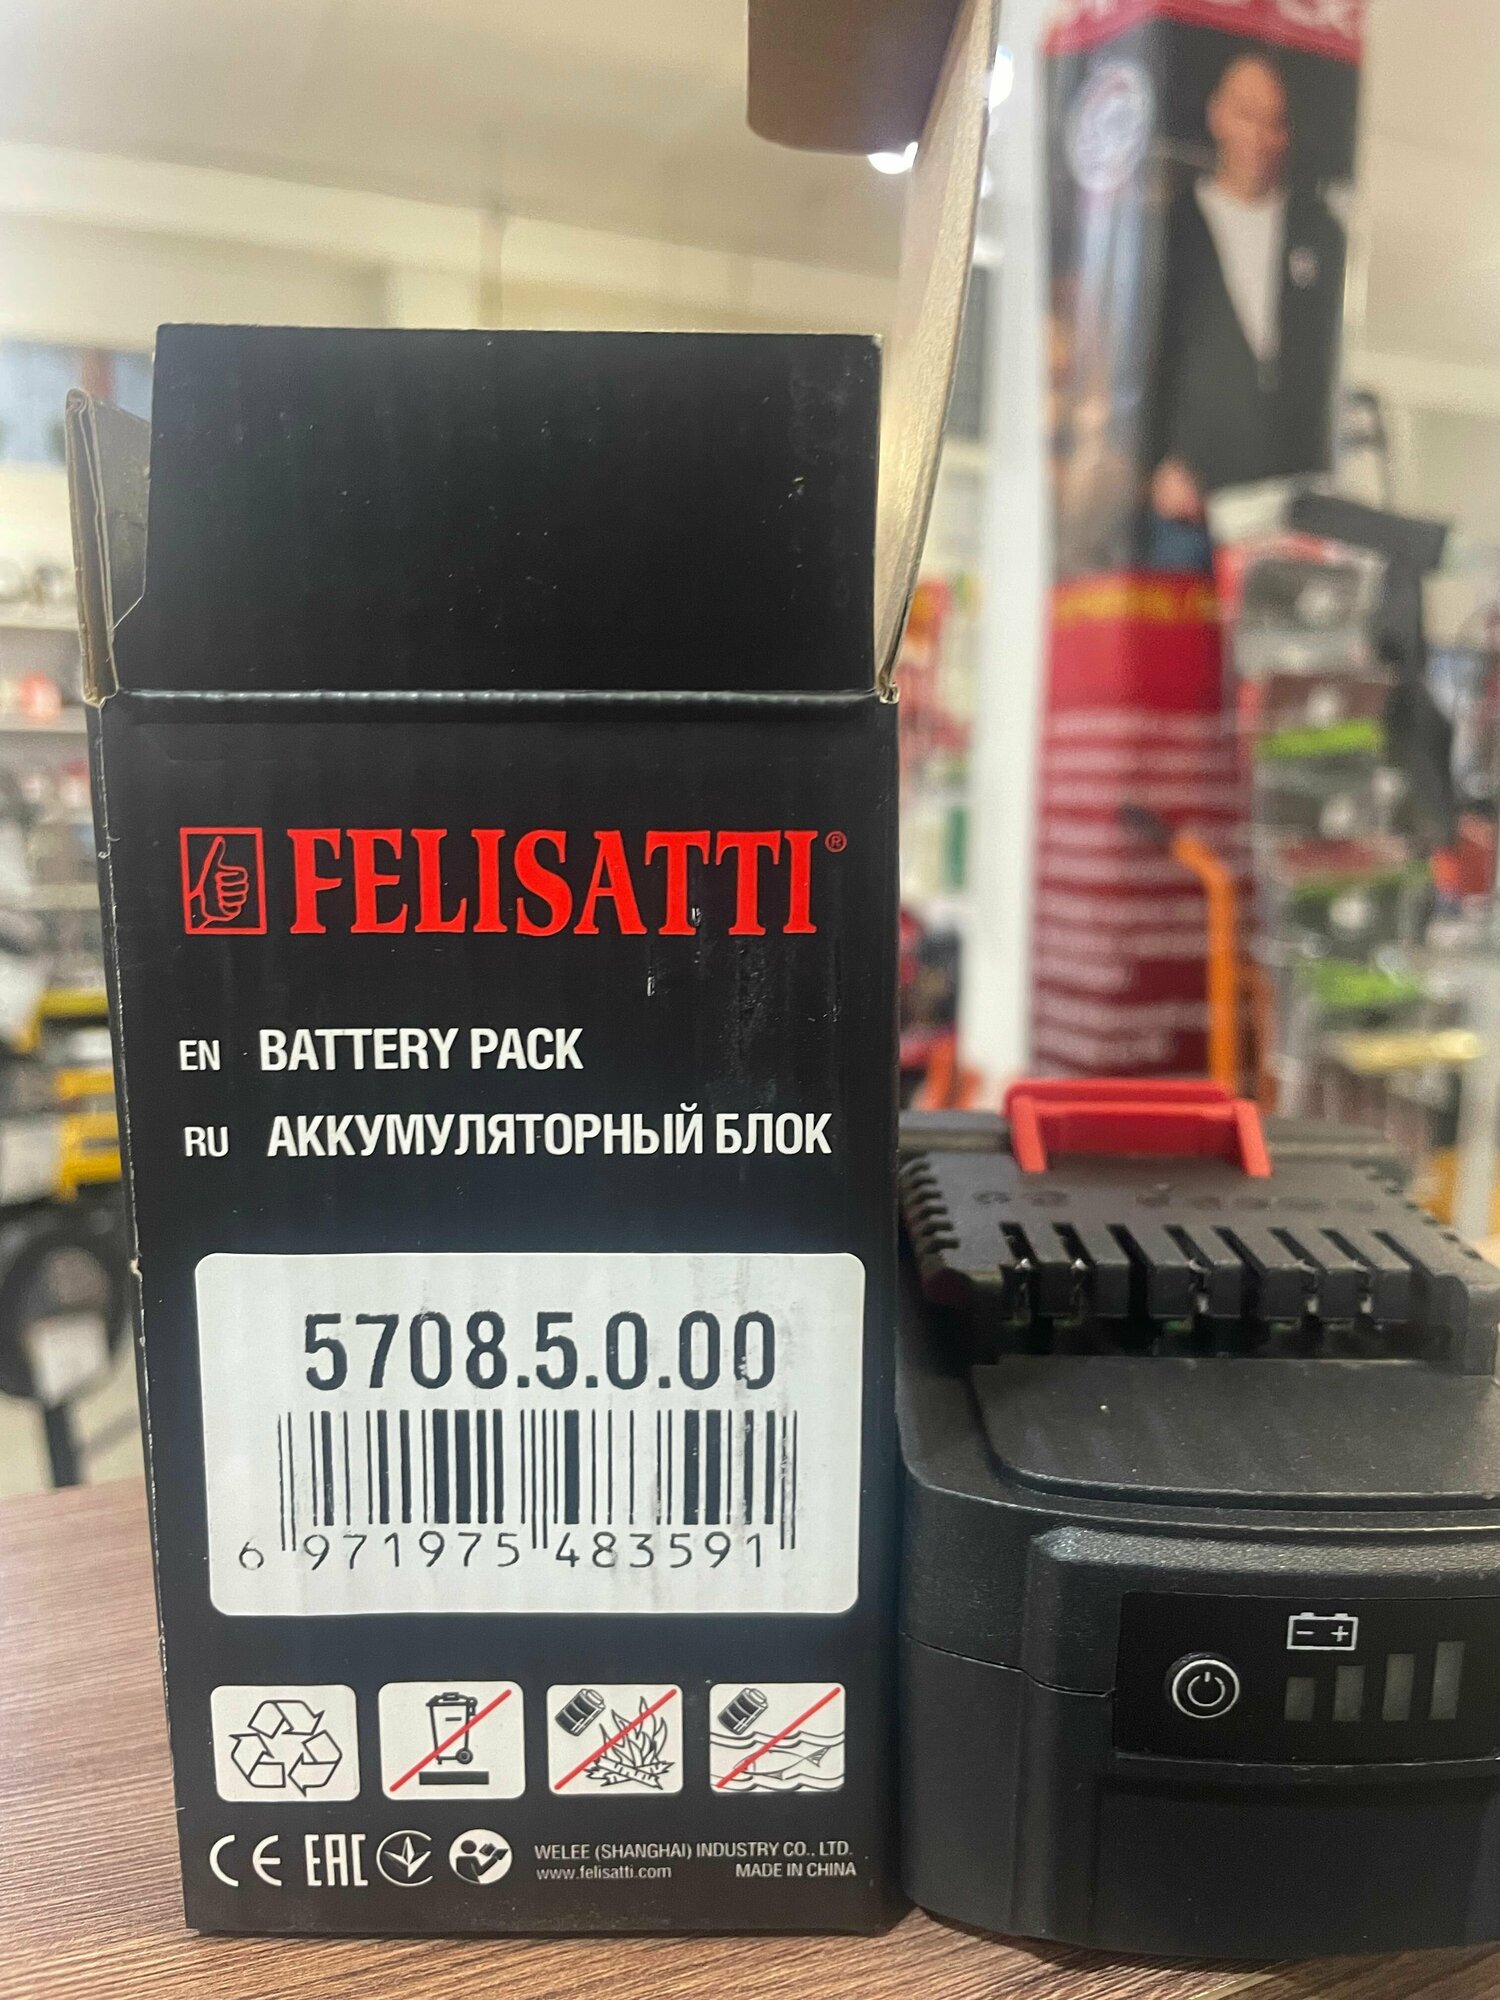 FELISATTI®
EN BATTERY PACK
RU АККУМУЛЯТОРНЫЙ БЛОК
5708.5.0.00
6 971975 483591
CE EAC
WELEE (SHANGHAI) INDUSTRY CO., LTD.
www.felisatti.com MADE IN CHINA